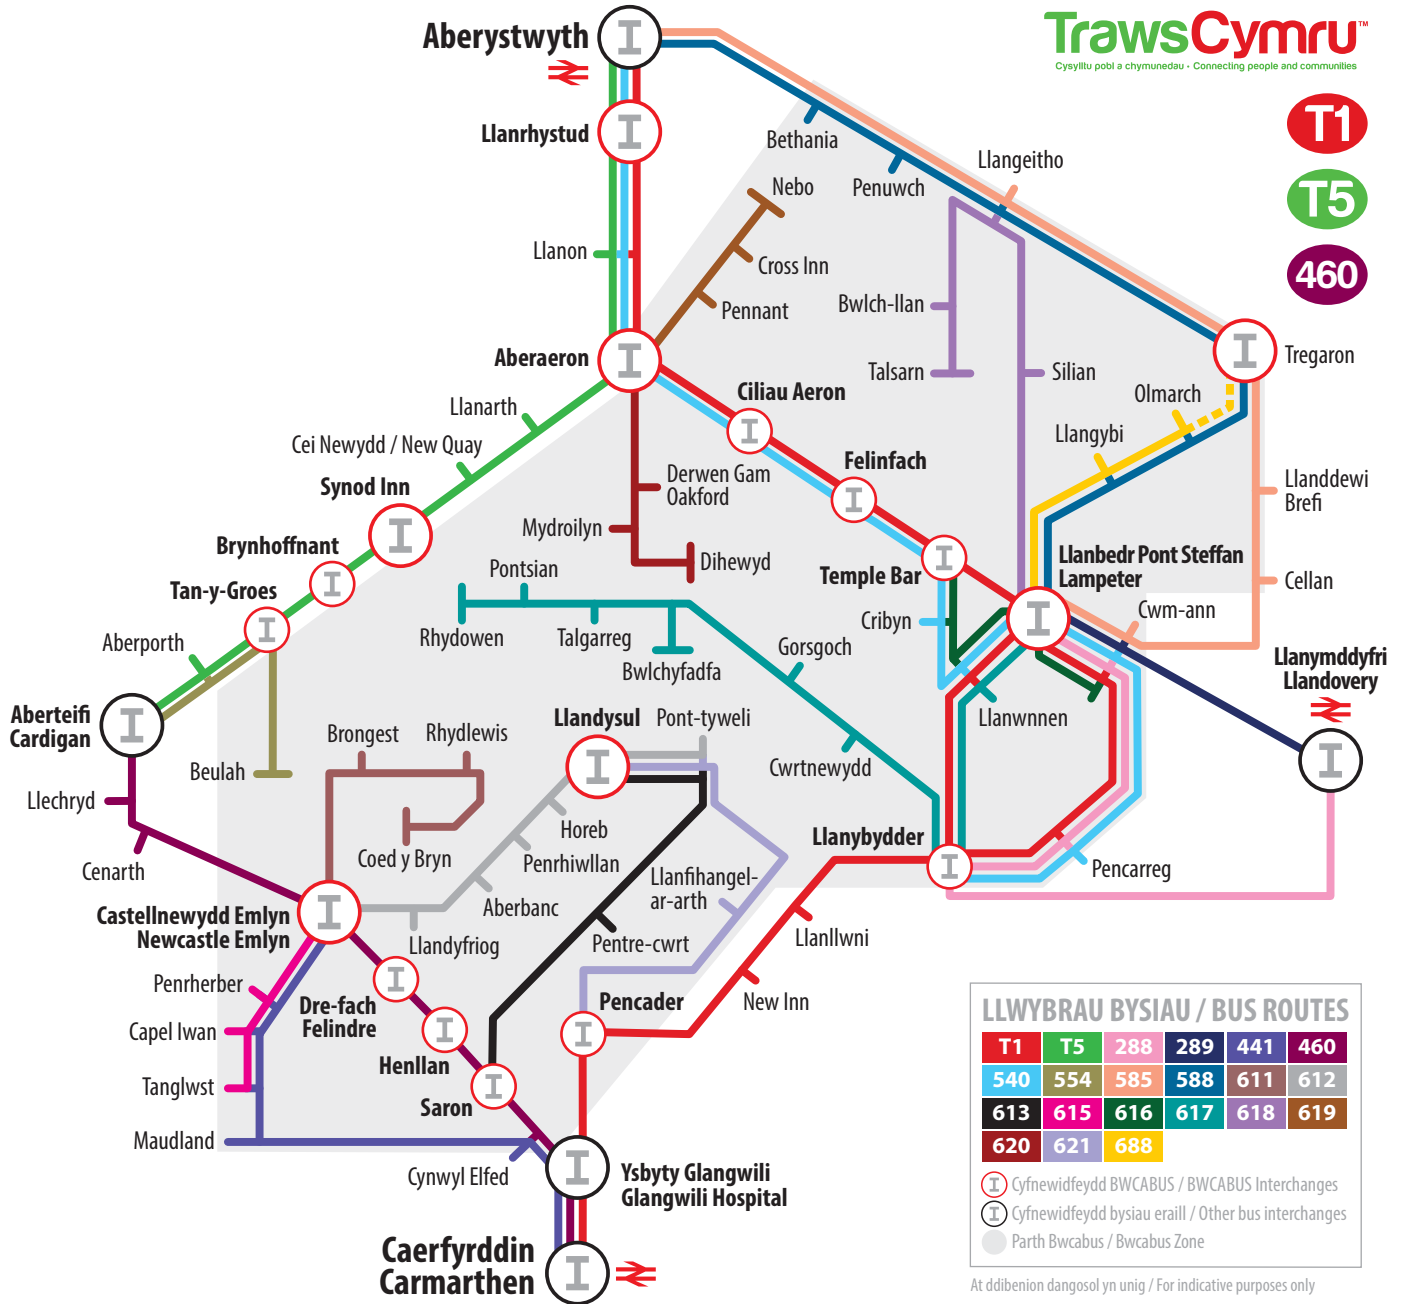 TrawsCymru™
Cysylltu pobl a chymunedau - Connecting people and communities
T1
T5
460
Aberystwyth
Llanrhystud
Bethania
Penuwch
Llangeitho
Nebo
Cross Inn
Pennant
Llanon
Bwlch-llan
Talsarn
Silian
Tregaron
Aberaeron
Olmarch
Llangybi
Llanarth
Cei Newydd / New Quay
Synod Inn
Ciliau Aeron
Felinfach
Derwen Gam
Oakford
Mydroilyn
Dihewyd
Llanddewi
Brefi
Brynhoffnant
Tan-y-Groes
Temple Bar
Llanbedr Pont Steffan
Lampeter
Cellan
Cwm-ann
Pontsian
Rhydowen
Talgarreg
Bwlchyfadfa
Cribyn
Gorsgoch
Aberporth
Llanymddyfri
Llandovery
Aberteifi
Cardigan
Llandysul
Pont-tyweli
Llanwnnen
Cwrtnewydd
Brongest
Rhydlewis
Beulah
Llechryd
Coed y Bryn
Horeb
Penrhiwllan
Llanybydder
Pencarreg
Cenarth
Aberbanc
Llanfihangel-
ar-arth
Castellnewydd Emlyn
Newcastle Emlyn
Llandyfriog
Pentre-cwrt
Llanllwni
Penrherber
Dre-fach
Felindre
Pencader
New Inn
Capel Iwan
Henllan
Tanglwst
Saron
Maudland
Cynwyl Elfed
Ysbyty Glangwili
Glangwili Hospital
Caerfyrddin
Carmarthen
LLWYBRAU BYSIAU / BUS ROUTES
T1 T5 288 289 441 460
540 554 585 588 611 612
613 615 616 617 618 619
620 621 688
Cyfnewidfeydd BWCABUS / BWCABUS Interchanges
Cyfnewidfeydd bysiau eraill / Other bus interchanges
Parth Bwcabus / Bwcabus Zone
At ddibenion dangosol yn unig / For indicative purposes only